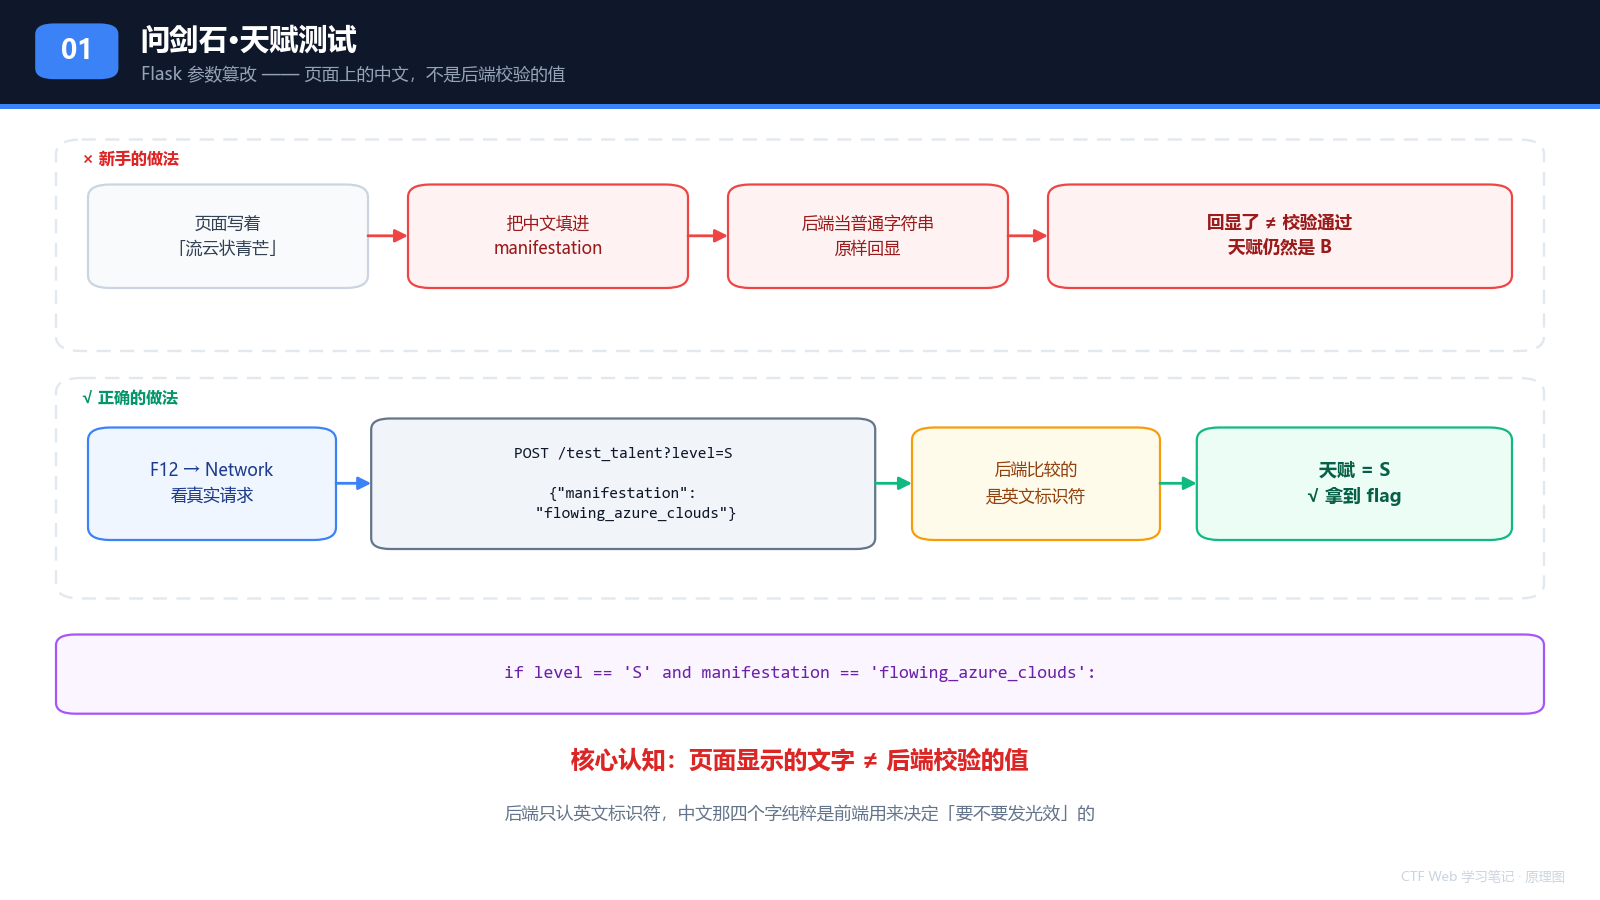 01
问剑石·天赋测试
Flask 参数篡改 —— 页面上的中文，不是后端校验的值
× 新手的做法
页面写着
「流云状青芒」
把中文填进
manifestation
后端当普通字符串
原样回显
回显了 ≠ 校验通过
天赋仍然是 B
√ 正确的做法
F12 → Network
看真实请求
POST /test_talent?level=S
{"manifestation":
"flowing_azure_clouds"}
后端比较的
是英文标识符
天赋 = S
√ 拿到 flag
if level == 'S' and manifestation == 'flowing_azure_clouds':
核心认知：页面显示的文字 ≠ 后端校验的值
后端只认英文标识符，中文那四个字纯粹是前端用来决定「要不要发光效」的
CTF Web 学习笔记 · 原理图